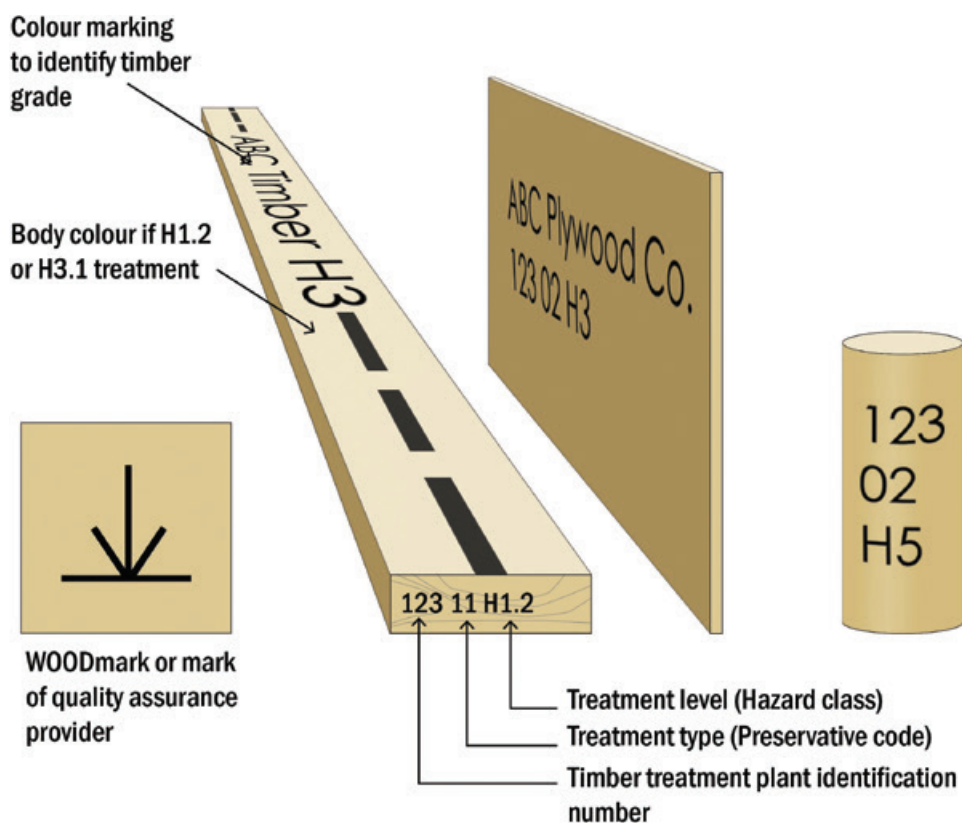 Colour marking
to identify timber
grade
ABC Timber H3
Body colour if H1.2
or H3.1 treatment
ABC Plywood Co.
123 02 H3
123
02
H5
WOODmark or mark
of quality assurance
provider
123 11 H1.2
Treatment level (Hazard class)
Treatment type (Preservative code)
Timber treatment plant identification
number